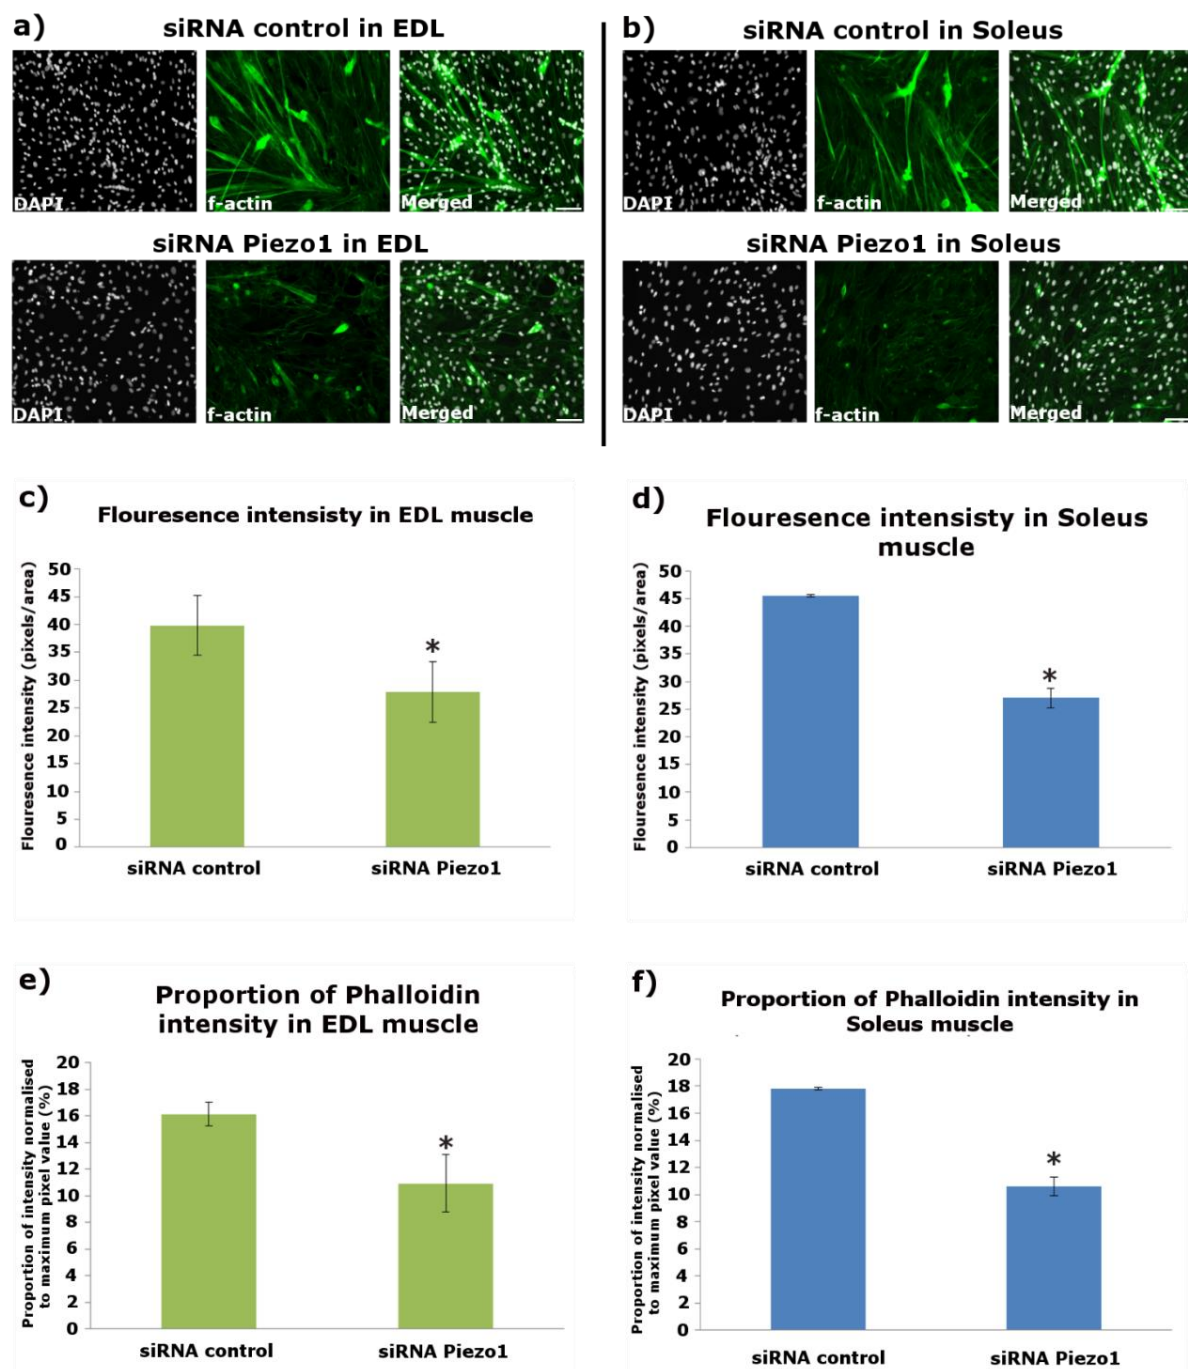 a)
siRNA control in EDL
DAPI
f-actin
Merged
siRNA Piezo1 in EDL
DAPI
f-actin
Merged
b)
siRNA control in Soleus
DAPI
f-actin
Merged
siRNA Piezo1 in Soleus
DAPI
f-actin
Merged
c)
Flouresence intensisty in EDL muscle
Flouresence intensity (pixels/area)
50
45
40
35
30
25
20
15
10
5
0
*
siRNA control
siRNA Piezo1
d)
Flouresence intensisty in Soleus
muscle
Flouresence intensity (pixels/area)
50
45
40
35
30
25
20
15
10
5
0
*
siRNA control
siRNA Piezo1
e)
Proportion of Phalloidin
intensity in EDL muscle
Proportion of intensity normalised
to maximum pixel value (%)
20
18
16
14
12
10
8
6
4
2
0
*
siRNA control
siRNA Piezo1
f)
Proportion of Phalloidin intensity in
Soleus muscle
Proportion of intensity normalised
to maximum pixel value (%)
20
18
16
14
12
10
8
6
4
2
0
*
siRNA control
siRNA Piezo1